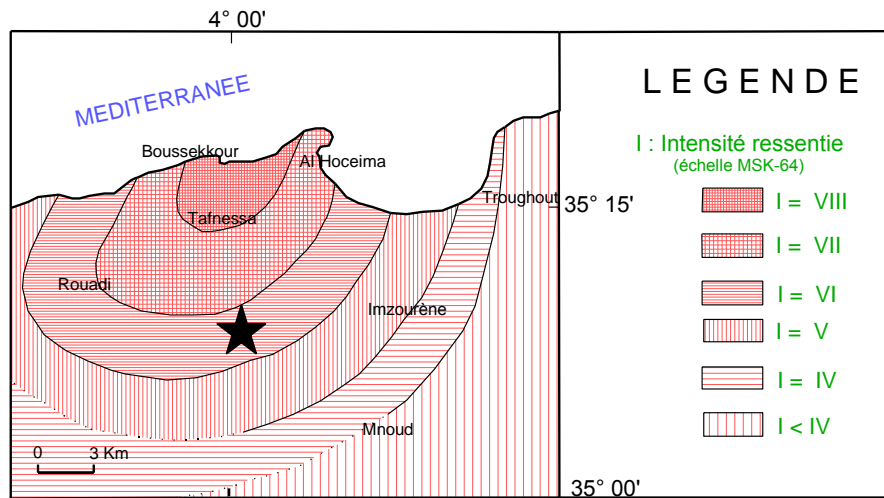 4° 00'
MEDITERRANEE
Boussekkour
Al Hoceima
Troughout
Tafnessa
35° 15'
Rouadi
Imzourène
Mnoud
0 3 Km
35° 00'
LEGENDE
I : Intensité ressentie
(échelle MSK-64)
I = VIII
I = VII
I = VI
I = V
I = IV
I < IV